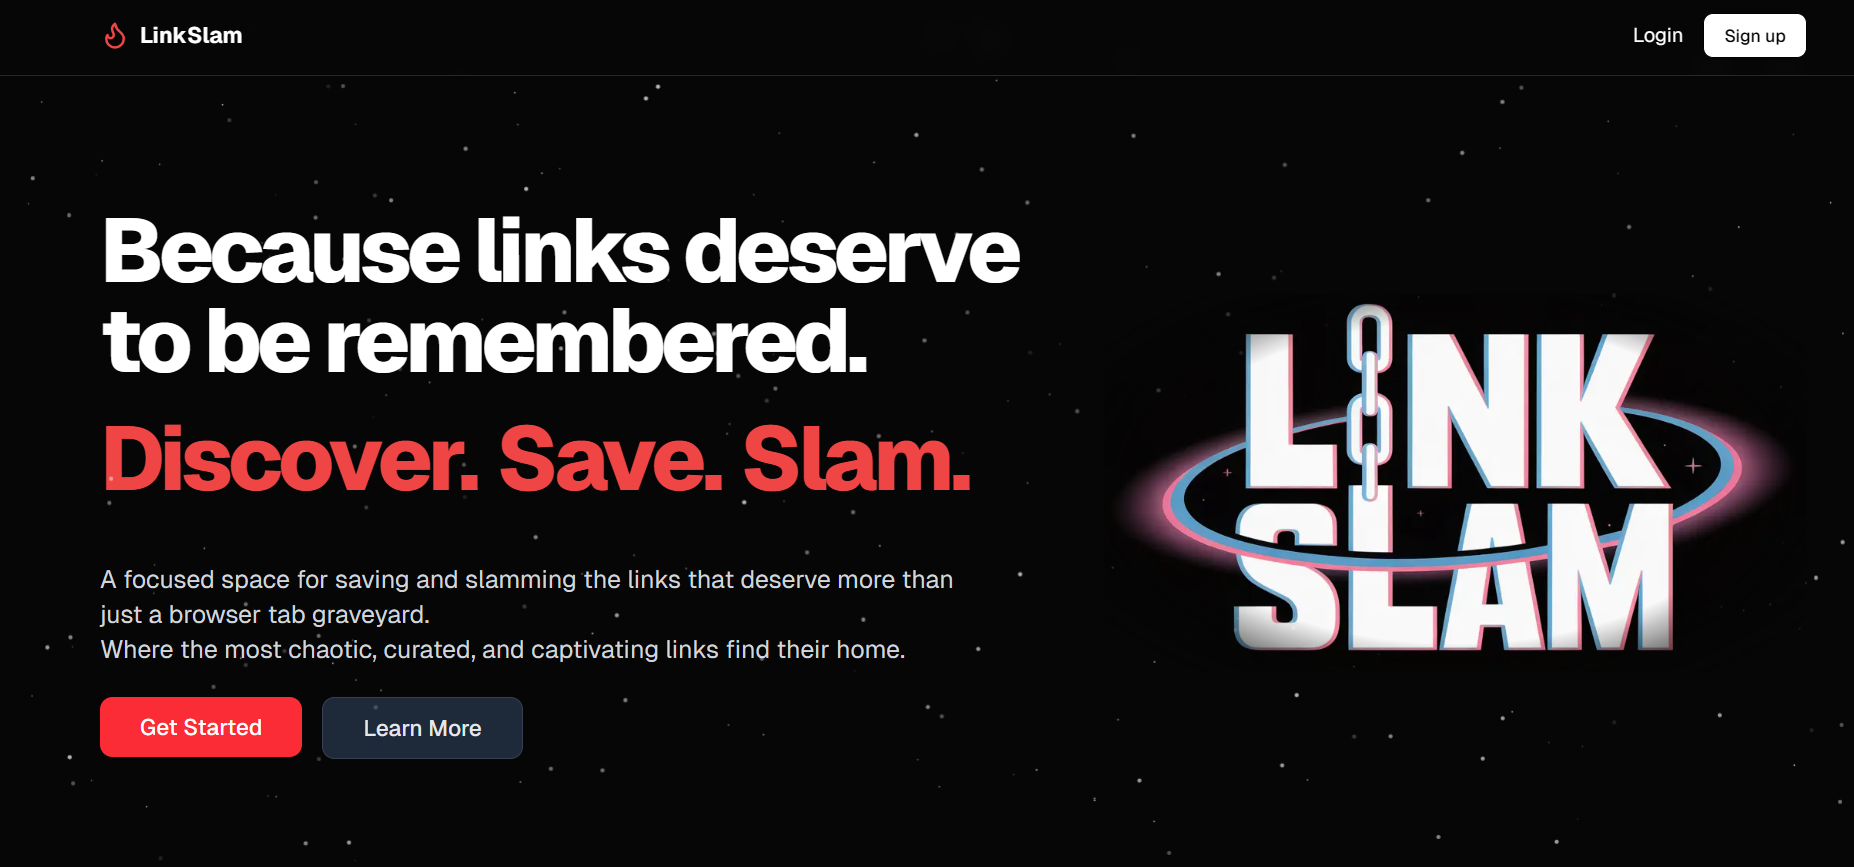 LinkSlam
Login
Sign up
Because links deserve
to be remembered.
Discover. Save. Slam.
A focused space for saving and slamming the links that deserve more than
just a browser tab graveyard.
Where the most chaotic, curated, and captivating links find their home.
Get Started
Learn More
LINK
SLAM